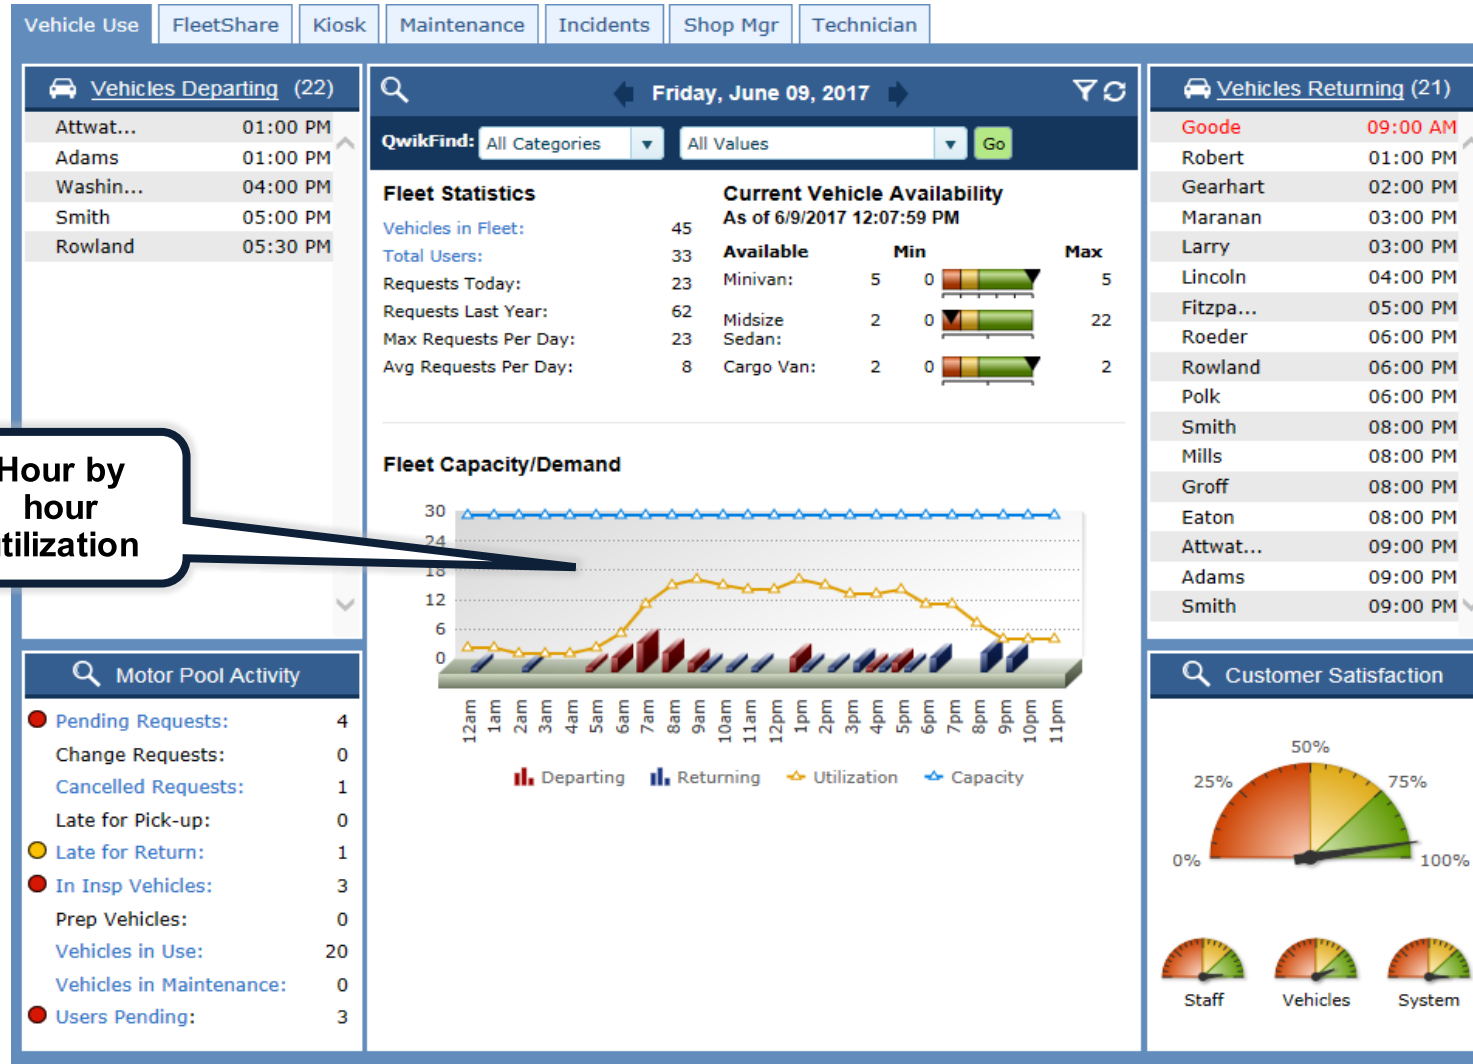 Vehicle Use FleetShare Kiosk Maintenance Incidents Shop Mgr Technician
Vehicles Departing (22)
Attwat... 01:00 PM
Adams 01:00 PM
Washin... 04:00 PM
Smith 05:00 PM
Rowland 05:30 PM
Hour by
hour
utilization
Motor Pool Activity
Pending Requests: 4
Change Requests: 0
Cancelled Requests: 1
Late for Pick-up: 0
Late for Return: 1
In Insp Vehicles: 3
Prep Vehicles: 0
Vehicles in Use: 20
Vehicles in Maintenance: 0
Users Pending: 3
Friday, June 09, 2017
QwikFind: All Categories All Values Go
Fleet Statistics
Vehicles in Fleet: 45
Total Users: 33
Requests Today: 23
Requests Last Year: 62
Max Requests Per Day: 23
Avg Requests Per Day: 8
Current Vehicle Availability
As of 6/9/2017 12:07:59 PM
Available Min Max
Minivan: 5 0 5
Midsize
Sedan: 2 0 22
Cargo Van: 2 0 2
Fleet Capacity/Demand
30
24
18
12
6
0
12am 1am 2am 3am 4am 5am 6am 7am 8am 9am 10am 11am 12pm 1pm 2pm 3pm 4pm 5pm 6pm 7pm 8pm 9pm 10pm 11pm
Departing Returning Utilization Capacity
Vehicles Returning (21)
Goode 09:00 AM
Robert 01:00 PM
Gearhart 02:00 PM
Maranan 03:00 PM
Larry 03:00 PM
Lincoln 04:00 PM
Fitzpa... 05:00 PM
Roeder 06:00 PM
Rowland 06:00 PM
Polk 06:00 PM
Smith 08:00 PM
Mills 08:00 PM
Groff 08:00 PM
Eaton 08:00 PM
Attwat... 09:00 PM
Adams 09:00 PM
Smith 09:00 PM
Customer Satisfaction
50%
25% 75%
0% 100%
Staff Vehicles System